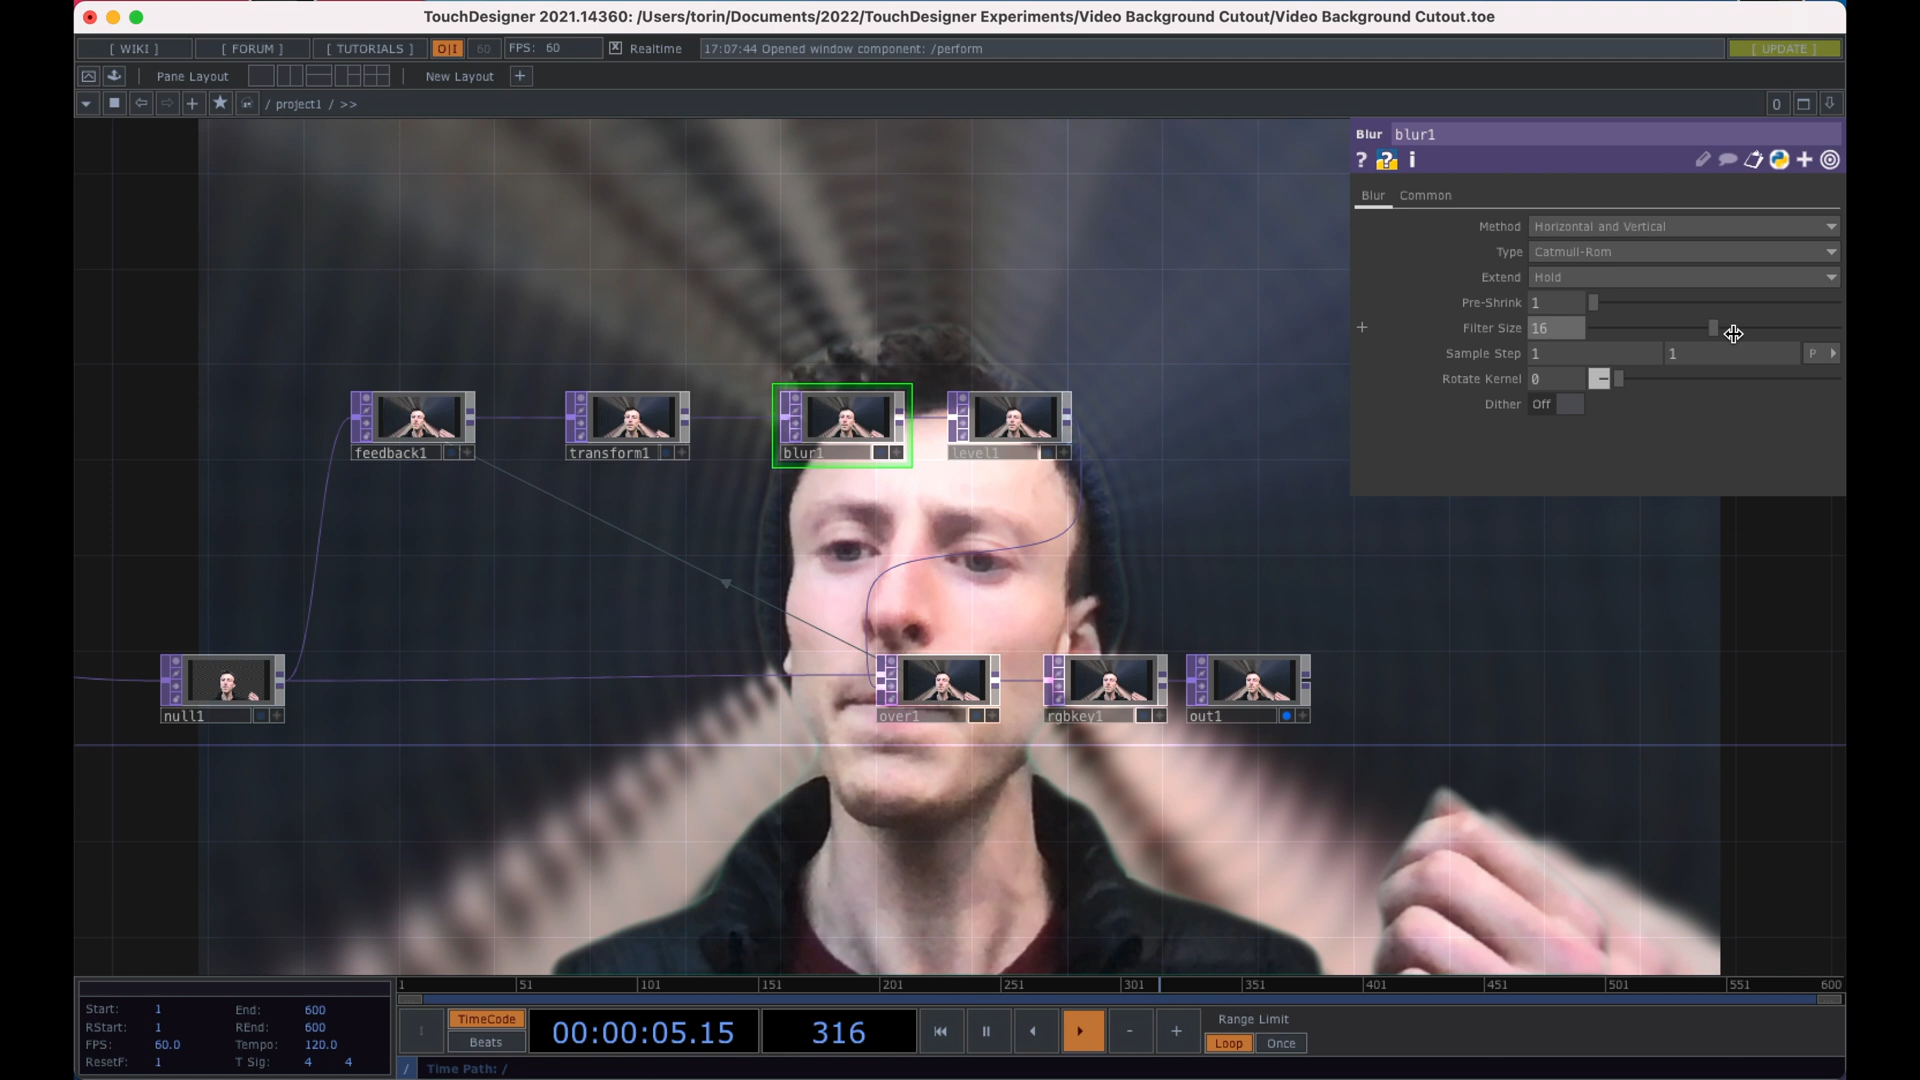 TouchDesigner 2021.14360: /Users/torin/Documents/2022/TouchDesigner Experiments/Video Background Cutout/Video Background Cutout.toe
[ WIKI ] [ FORUM ] [ TUTORIALS ] O|I 60 FPS: 60 Realtime 17:07:44 Opened window component: /perform [ UPDATE ]
Pane Layout New Layout +
/ project1 / >> 0
Blur blur1
? ? i
Blur Common
Method Horizontal and Vertical
Type Catmull-Rom
Extend Hold
Pre-Shrink 1
+ Filter Size 16
Sample Step 1 1 P
Rotate Kernel 0
Dither Off
feedback1 transform1 blur1 level1
null1 over1 rgbkey1 out1
1 51 101 151 201 251 301 351 401 451 501 551 600
Start: 1 End: 600
RStart: 1 REnd: 600
FPS: 60.0 Tempo: 120.0
ResetF: 1 T Sig: 4 4
TimeCode
Beats
00:00:05.15 316
- +
Range Limit
Loop Once
/ Time Path: /